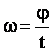 ω = φ/t